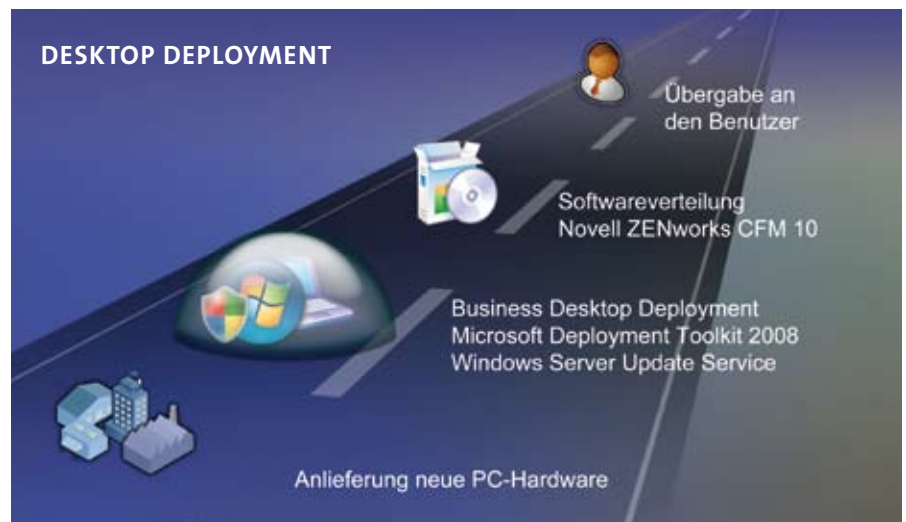 DESKTOP DEPLOYMENT
Übergabe an
den Benutzer
Softwareverteilung
Novell ZENworks CFM 10
Business Desktop Deployment
Microsoft Deployment Toolkit 2008
Windows Server Update Service
Anlieferung neue PC-Hardware